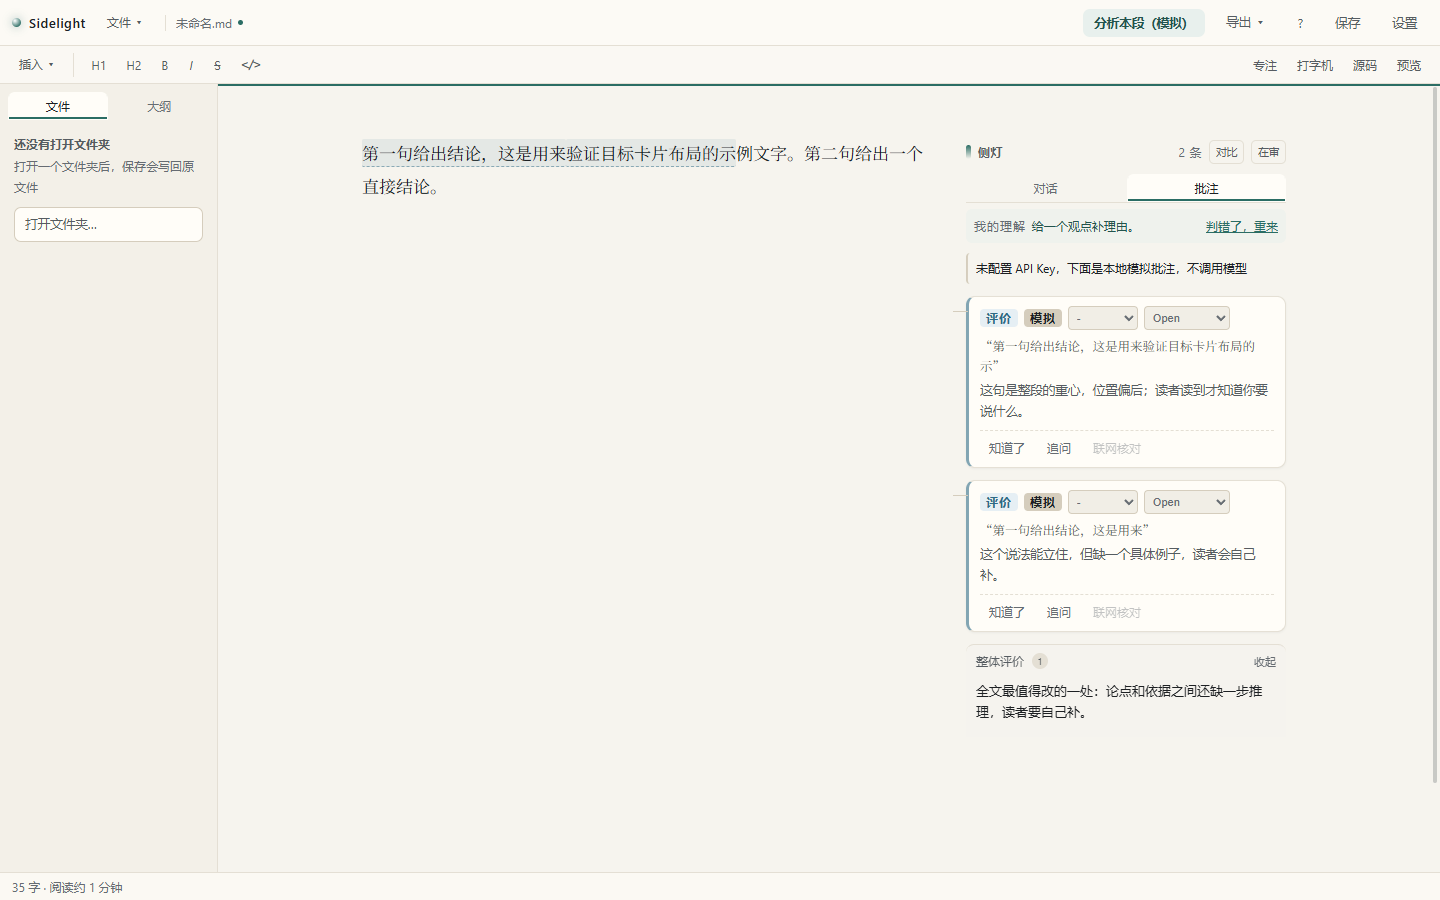 Sidelight 文件 未命名.md 分析本段（模拟） 导出 ? 保存 设置
插入 H1 H2 B I S </> 专注 打字机 源码 预览
文件 大纲
还没有打开文件夹
打开一个文件夹后，保存会写回原
文件
打开文件夹...
第一句给出结论，这是用来验证目标卡片布局的示例文字。第二句给出一个
直接结论。
侧灯 2 条 对比 在审
对话 批注
我的理解 给一个观点补理由。 判错了，重来
未配置 API Key，下面是本地模拟批注，不调用模型
评价 模拟 - Open
“第一句给出结论，这是用来验证目标卡片布局的
示”
这句是整段的重心，位置偏后；读者读到才知道你要
说什么。
知道了 追问 联网核对
评价 模拟 - Open
“第一句给出结论，这是用来”
这个说法能立住，但缺一个具体例子，读者会自己
补。
知道了 追问 联网核对
整体评价 1 收起
全文最值得改的一处：论点和依据之间还缺一步推
理，读者要自己补。
35 字 · 阅读约 1 分钟